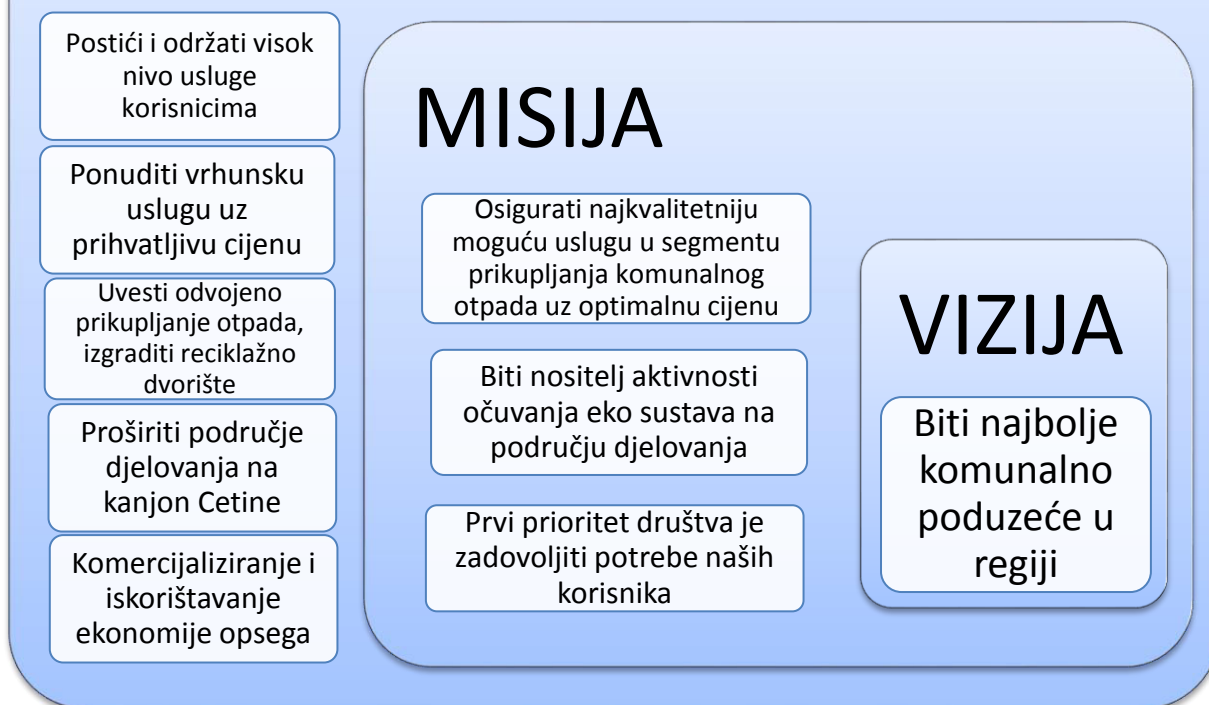 Postići i održati visok
nivo usluge
korisnicima
Ponuditi vrhunsku
uslugu uz
prihvatljivu cijenu
Uvesti odvojeno
prikupljanje otpada,
izgraditi reciklažno
dvorište
Proširiti područje
djelovanja na
kanjon Cetine
Komercijaliziranje i
iskorištavanje
ekonomije opsega
MISIJA
Osigurati najkvalitetniju
moguću uslugu u segmentu
prikupljanja komunalnog
otpada uz optimalnu cijenu
Biti nositelj aktivnosti
očuvanja eko sustava na
području djelovanja
Prvi prioritet društva je
zadovoljiti potrebe naših
korisnika
VIZIJA
Biti najbolje
komunalno
poduzeće u
regiji